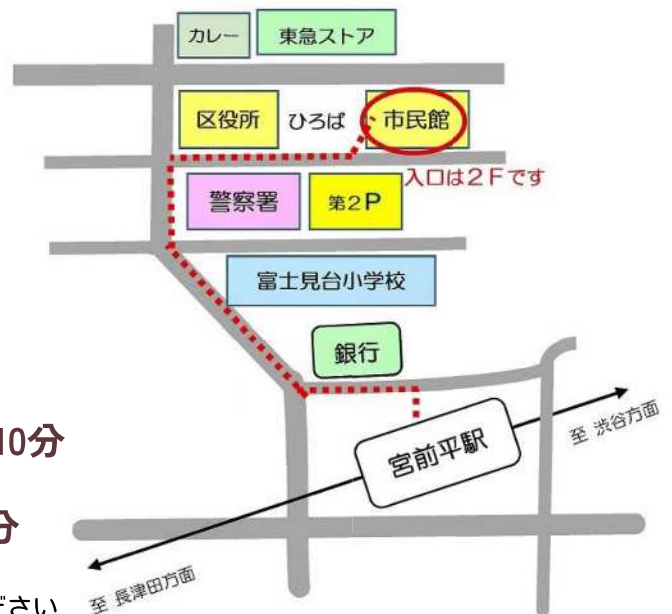 カレー
東急ストア
区役所
ひろば
市民館
入口は2Fです
警察署
第2P
富士見台小学校
銀行
宮前平駅
至 渋谷方面
10分
分
至 長津田方面
ださい